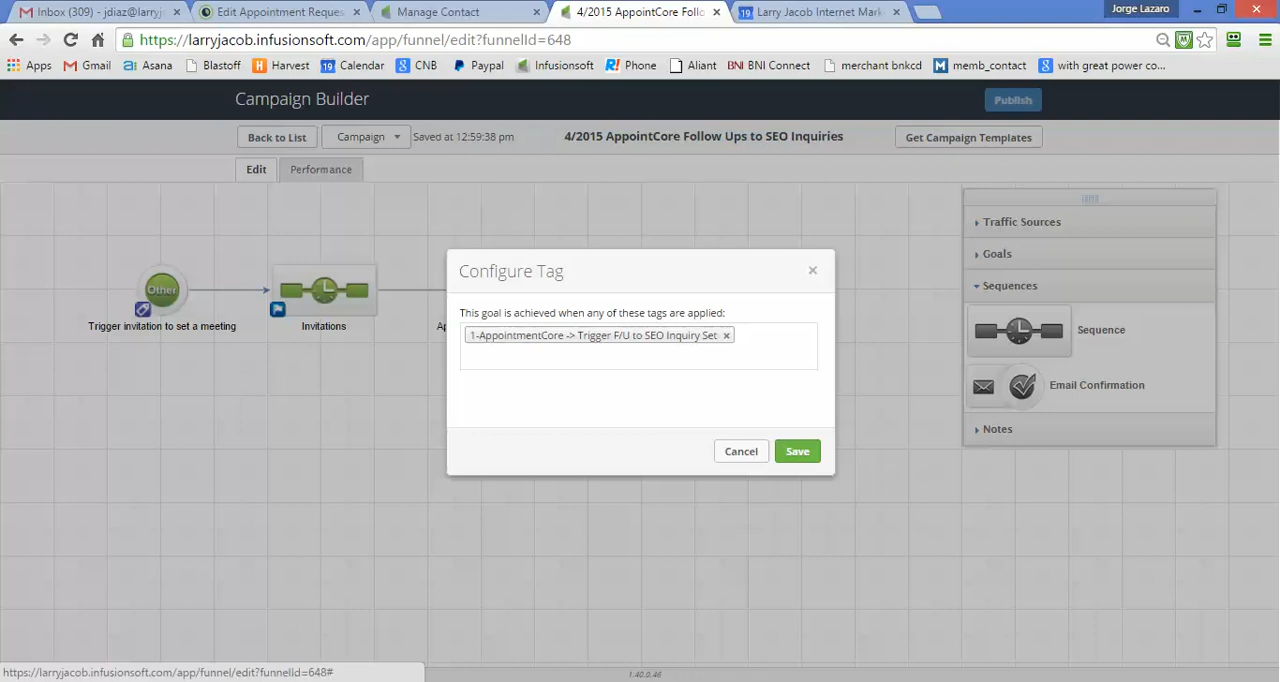 Inbox (309) - jdiaz@larryj
Edit Appointment Reques
Manage Contact
4/2015 AppointCore Follo
Larry Jacob Internet Mark
Jorge Lazaro
https://larryjacob.infusionsoft.com/app/funnel/edit?funnelId=648
Apps
Gmail
Asana
Blastoff
Harvest
Calendar
CNB
Paypal
Infusionsoft
Phone
Aliant
BNI Connect
merchant bnkcd
memb_contact
with great power co...
Campaign Builder
Publish
Back to List
Campaign
Saved at 12:59:38 pm
4/2015 AppointCore Follow Ups to SEO Inquiries
Get Campaign Templates
Edit
Performance
Traffic Sources
Goals
Sequences
Sequence
Email Confirmation
Notes
Other
Trigger invitation to set a meeting
Invitations
Ap
Configure Tag
This goal is achieved when any of these tags are applied:
1-AppointmentCore -> Trigger F/U to SEO Inquiry Set ×
Cancel
Save
https://larryjacob.infusionsoft.com/app/funnel/edit?funnelId=648#
1.40.0.46